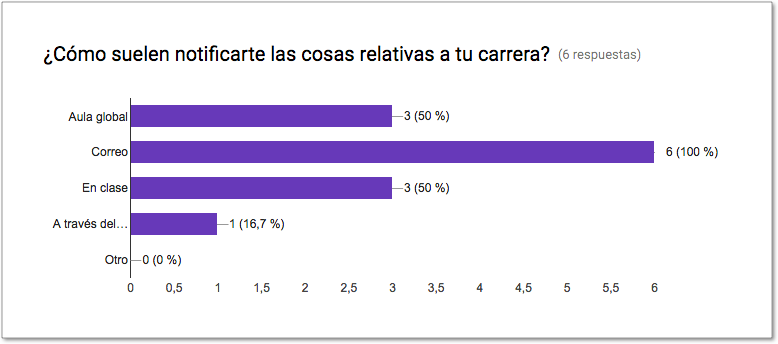 ¿Cómo suelen notificarte las cosas relativas a tu carrera? (6 respuestas)
Aula global 3 (50 %)
Correo 6 (100 %)
En clase 3 (50 %)
A través del… 1 (16,7 %)
Otro 0 (0 %)
0 0,5 1 1,5 2 2,5 3 3,5 4 4,5 5 5,5 6